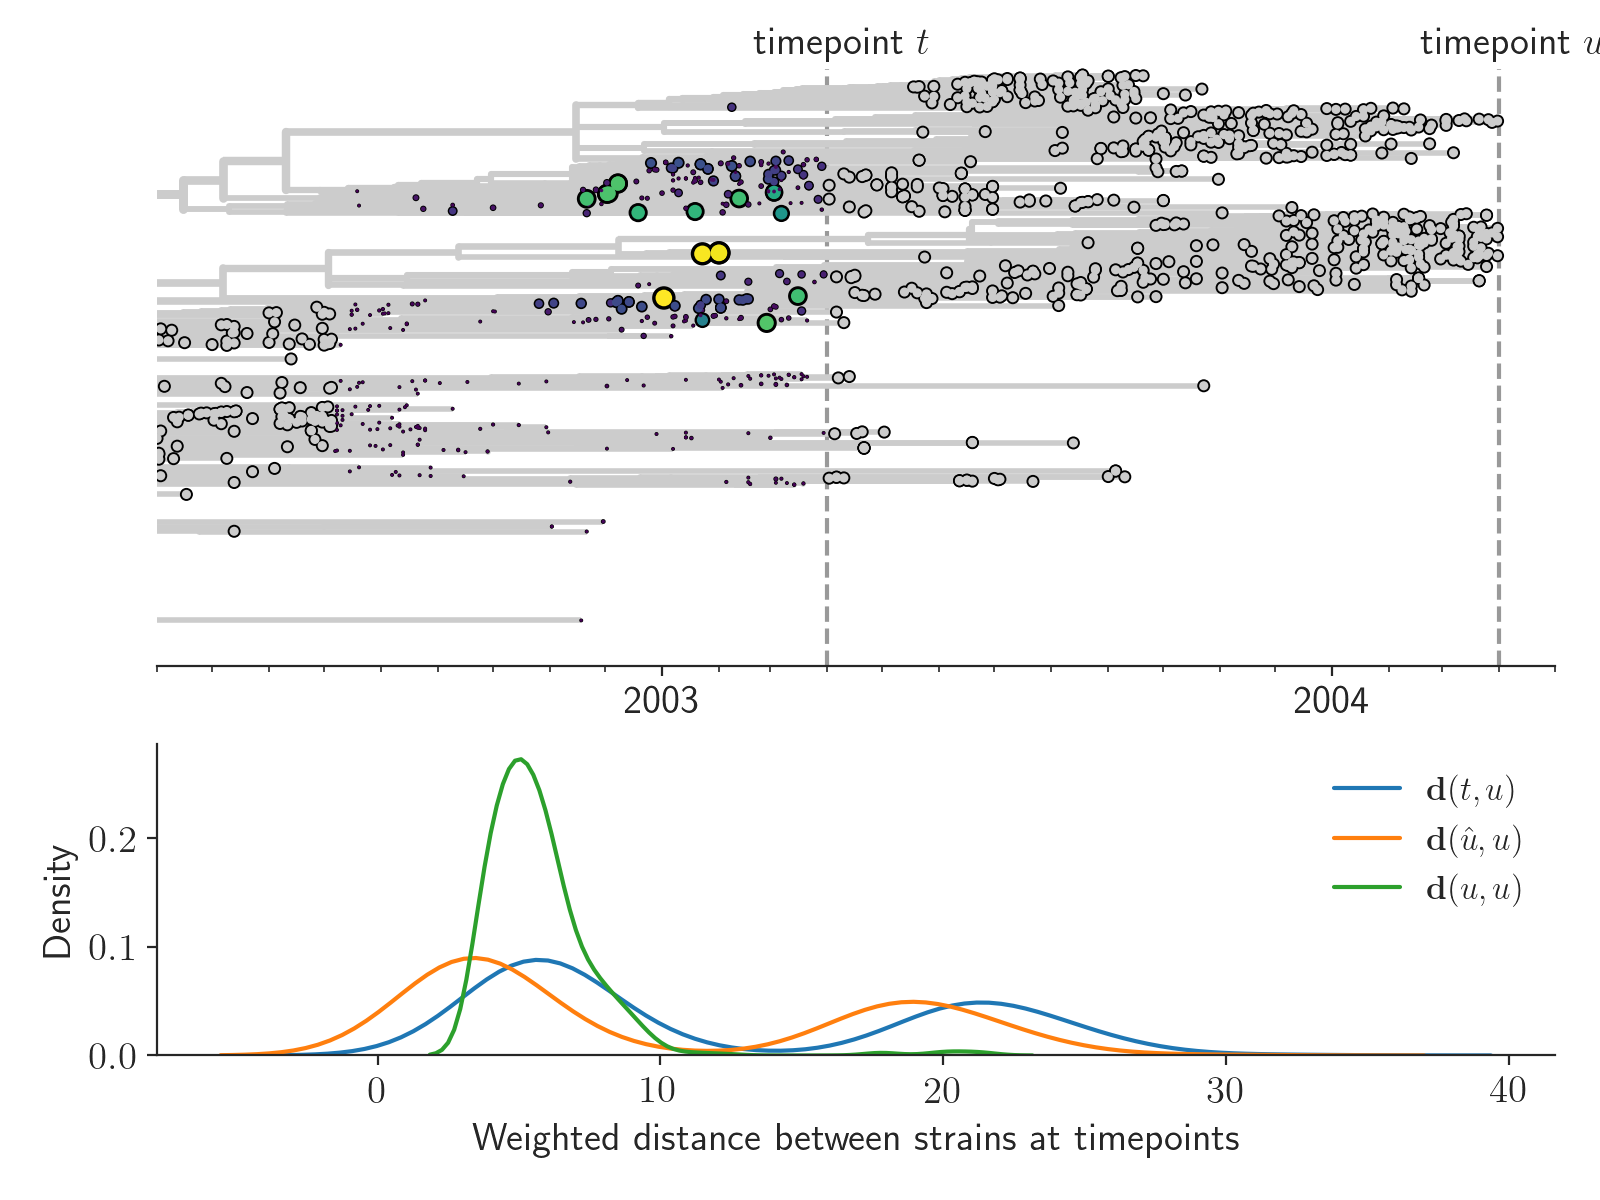 timepoint t timepoint u
2003 2004
d(t, u)
d(û, u)
d(u, u)
0.2
0.1
0.0
Density
0 10 20 30 40
Weighted distance between strains at timepoints